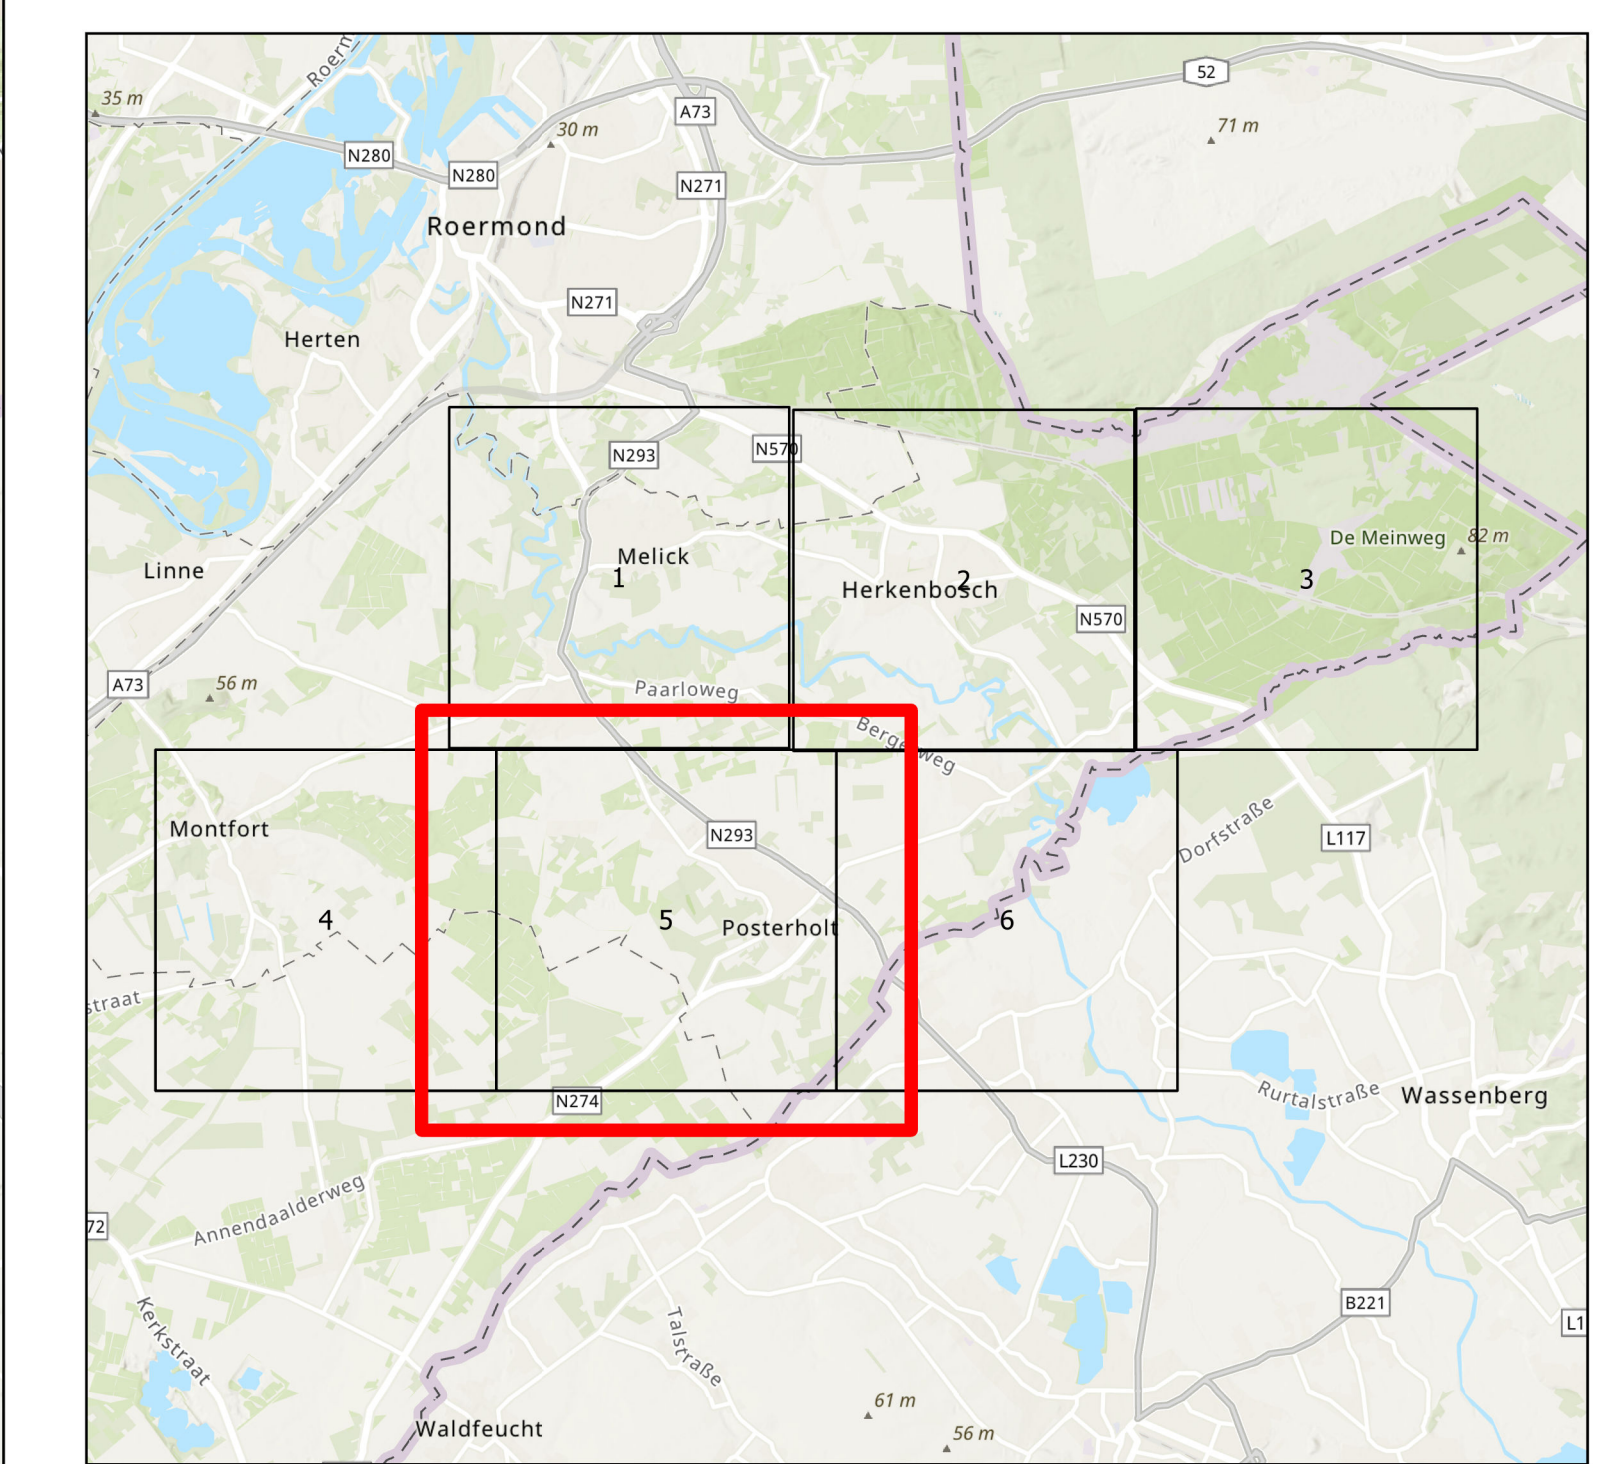 Roerm
52
35 m
A73
30 m
71 m
N280
N280
N271
Roermond
N271
Herten
N293
N570
De Meinweg
82 m
Melick
Linne
1
2
3
Herkenbosch
N570
A73
56 m
Paarloweg
Bergerweg
Montfort
N293
Dorfstraße
L117
4
5
Posterholt
6
straat
N274
Rurtalstraße
Wassenberg
L230
Annendaalderweg
72
Kerkstraat
Talstraße
B221
L1
61 m
Waldfeucht
56 m